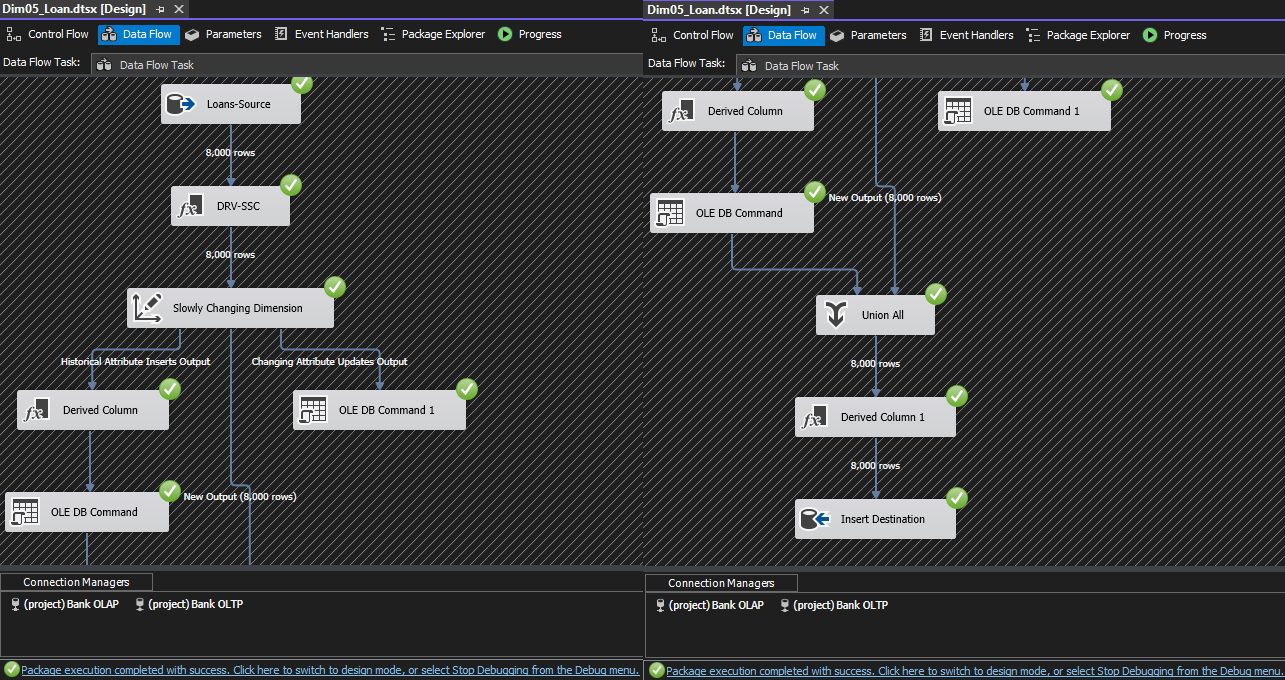 Dim05_Loan.dtsx [Design]
Control Flow Data Flow Parameters Event Handlers Package Explorer Progress
Data Flow Task: Data Flow Task
Loans-Source
8,000 rows
DRV-SSC
8,000 rows
Slowly Changing Dimension
Historical Attribute Inserts Output Changing Attribute Updates Output
Derived Column OLE DB Command 1
New Output (8,000 rows)
OLE DB Command
Connection Managers
(project) Bank OLAP (project) Bank OLTP
Package execution completed with success. Click here to switch to design mode, or select Stop Debugging from the Debug menu.
Dim05_Loan.dtsx [Design]
Control Flow Data Flow Parameters Event Handlers Package Explorer Progress
Data Flow Task: Data Flow Task
Derived Column OLE DB Command 1
New Output (8,000 rows)
OLE DB Command
Union All
8,000 rows
Derived Column 1
8,000 rows
Insert Destination
Connection Managers
(project) Bank OLAP (project) Bank OLTP
Package execution completed with success. Click here to switch to design mode, or select Stop Debugging from the Debug menu.